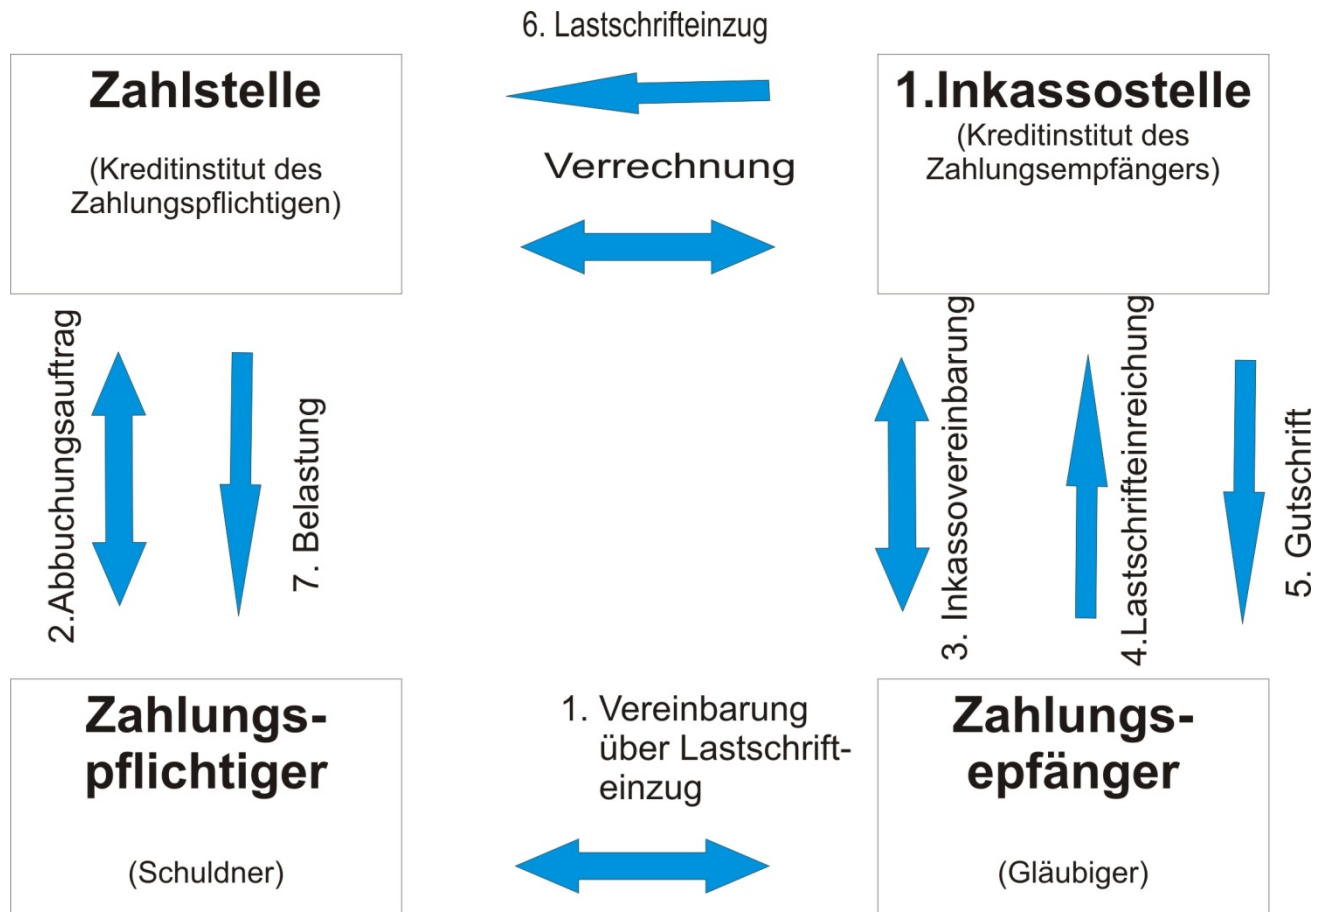 6. Lastschrifteinzug
Zahlstelle
(Kreditinstitut des
Zahlungspflichtigen)
Verrechnung
1.Inkassostelle
(Kreditinstitut des
Zahlungsempfängers)
2.Abbuchungsauftrag
7. Belastung
3. Inkassovereinbarung
4.Lastschrifteinreichung
5. Gutschrift
Zahlungs-
pflichtiger
(Schuldner)
1. Vereinbarung
über Lastschrift-
einzug
Zahlungs-
epfänger
(Gläubiger)